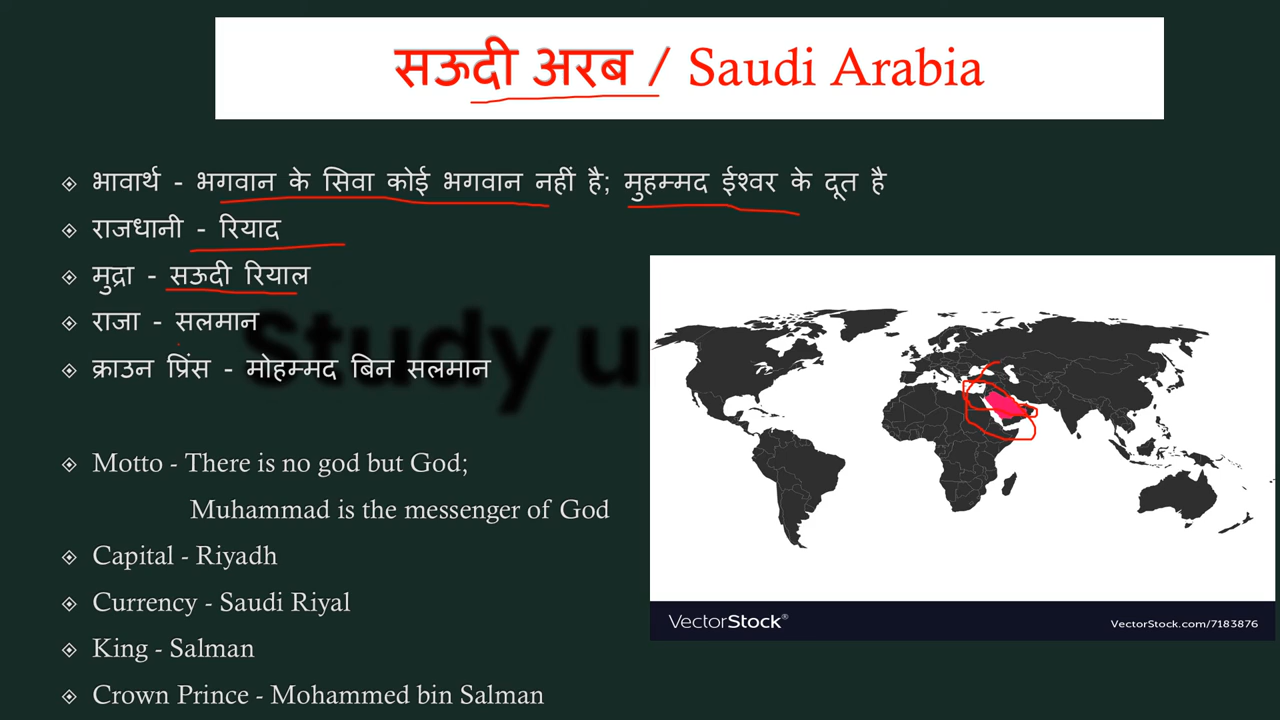 सऊदी अरब / Saudi Arabia
भावार्थ - भगवान के सिवा कोई भगवान नहीं है; मुहम्मद ईश्वर के दूत है
राजधानी - रियाद
मुद्रा - सऊदी रियाल
राजा - सलमान
क्राउन प्रिंस - मोहम्मद बिन सलमान
Study u
Motto - There is no god but God;
Muhammad is the messenger of God
Capital - Riyadh
Currency - Saudi Riyal
King - Salman
Crown Prince - Mohammed bin Salman
VectorStock®
VectorStock.com/7183876